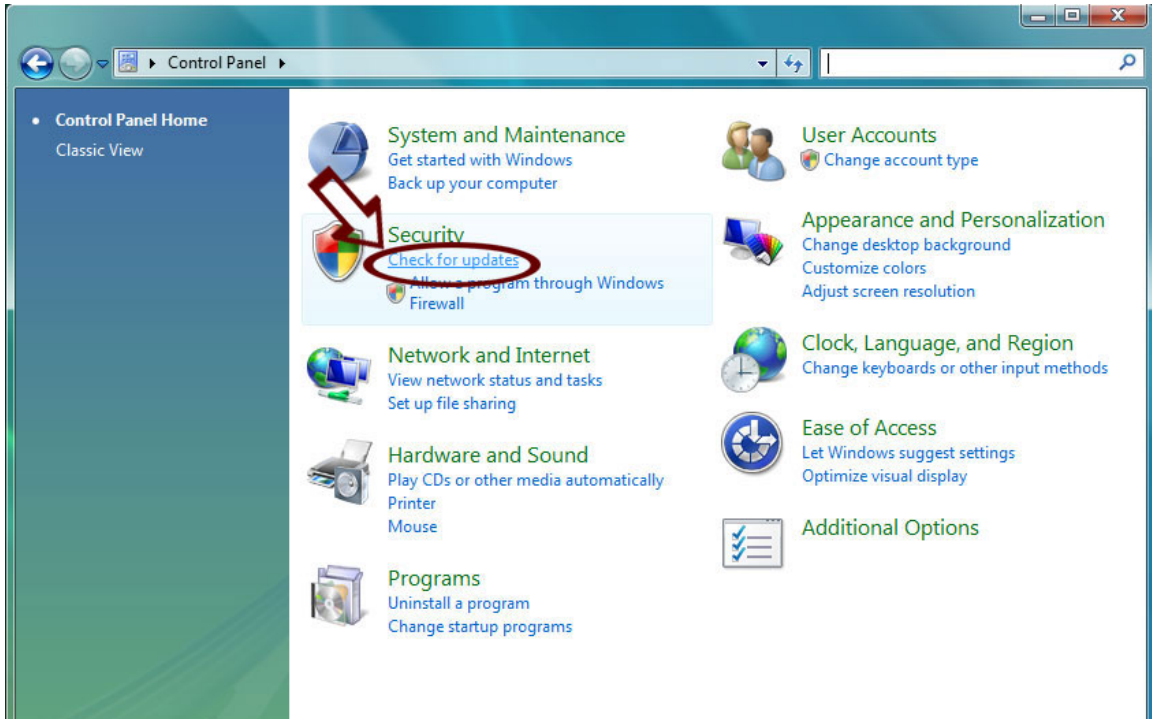 Control Panel
Control Panel Home
Classic View
System and Maintenance
Get started with Windows
Back up your computer
Security
Check for updates
Allow a program through Windows
Firewall
Network and Internet
View network status and tasks
Set up file sharing
Hardware and Sound
Play CDs or other media automatically
Printer
Mouse
Programs
Uninstall a program
Change startup programs
User Accounts
Change account type
Appearance and Personalization
Change desktop background
Customize colors
Adjust screen resolution
Clock, Language, and Region
Change keyboards or other input methods
Ease of Access
Let Windows suggest settings
Optimize visual display
Additional Options